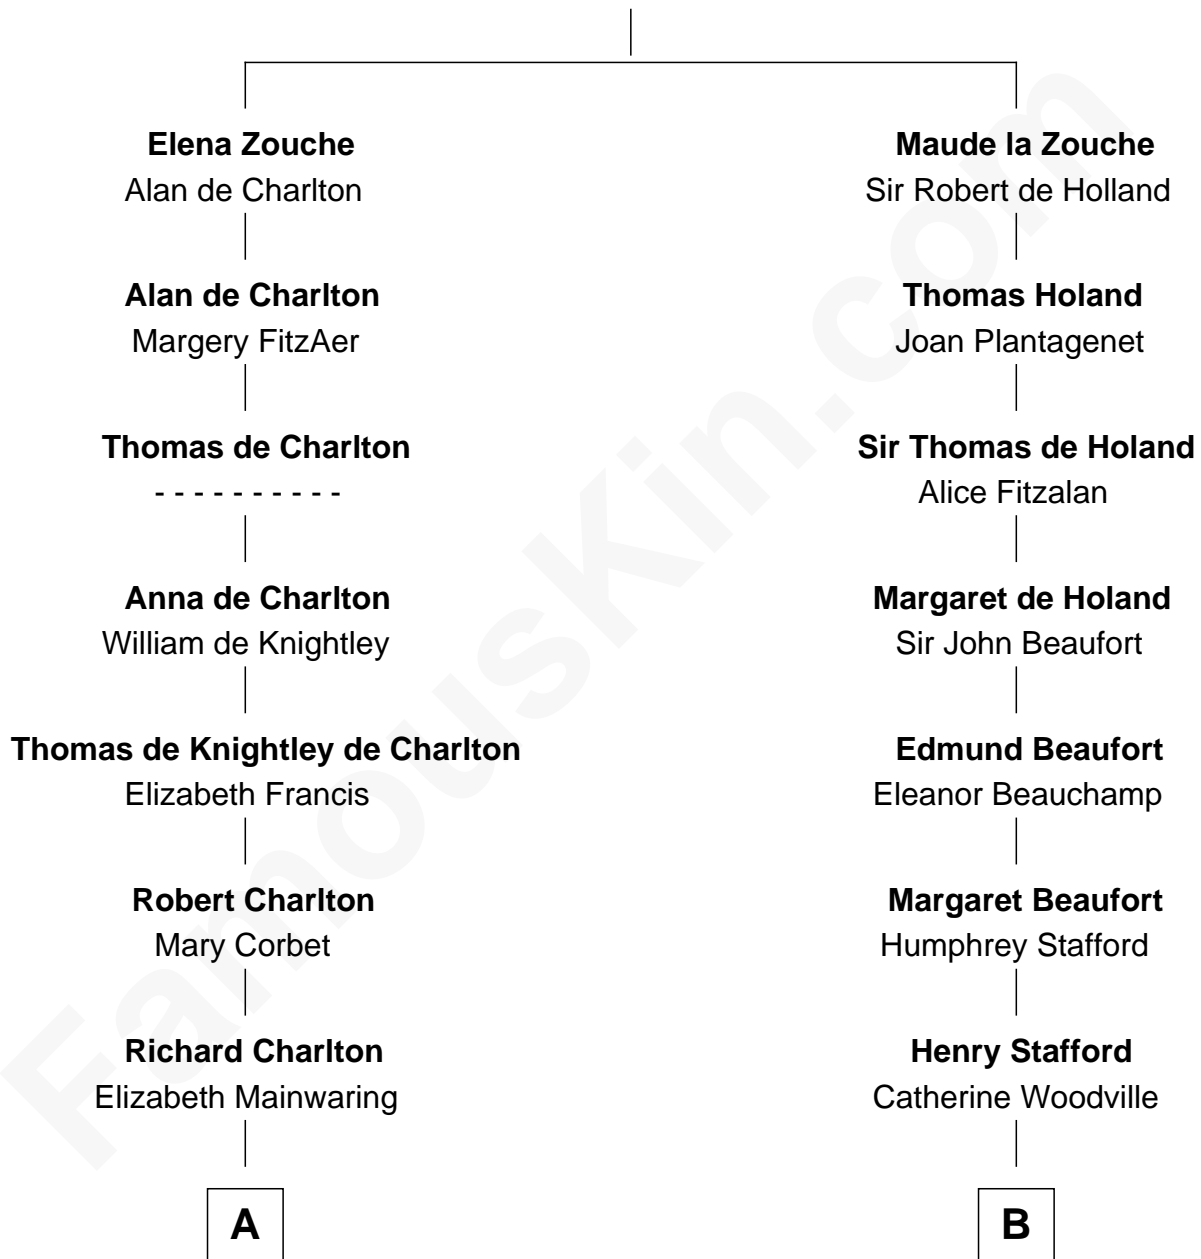 Elena Zouche
Alan de Charlton
Alan de Charlton
Margery FitzAer
Thomas de Charlton
- - - - - - - - - -
Anna de Charlton
William de Knightley
Thomas de Knightley de Charlton
Elizabeth Francis
Robert Charlton
Mary Corbet
Richard Charlton
Elizabeth Mainwaring
A
Maude la Zouche
Sir Robert de Holland
Thomas Holand
Joan Plantagenet
Sir Thomas de Holand
Alice Fitzalan
Margaret de Holand
Sir John Beaufort
Edmund Beaufort
Eleanor Beauchamp
Margaret Beaufort
Humphrey Stafford
Henry Stafford
Catherine Woodville
B
FamousKin.com